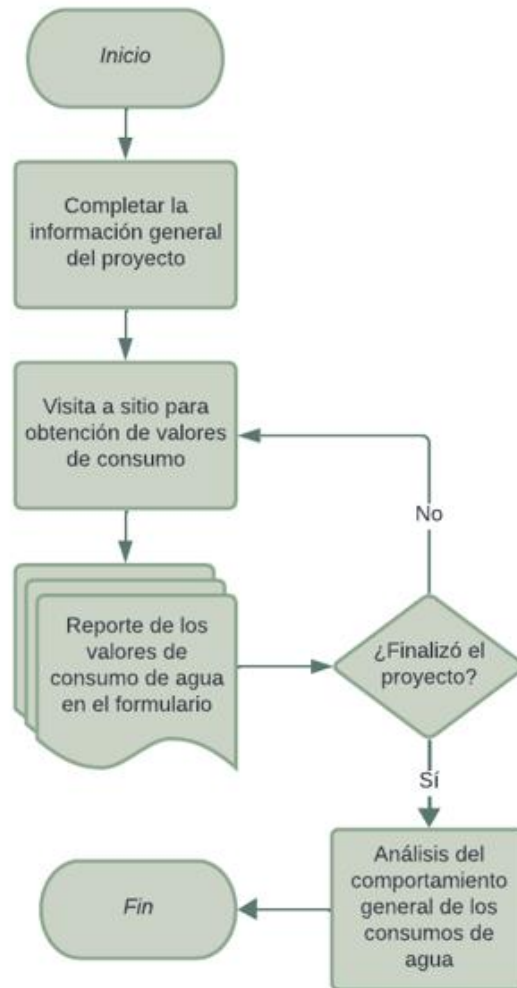 Inicio
Completar la
información general
del proyecto
Visita a sitio para
obtención de valores
de consumo
No
Reporte de los
valores de
consumo de agua
en el formulario
¿Finalizó el
proyecto?
Sí
Análisis del
comportamiento
general de los
consumos de
agua
Fin